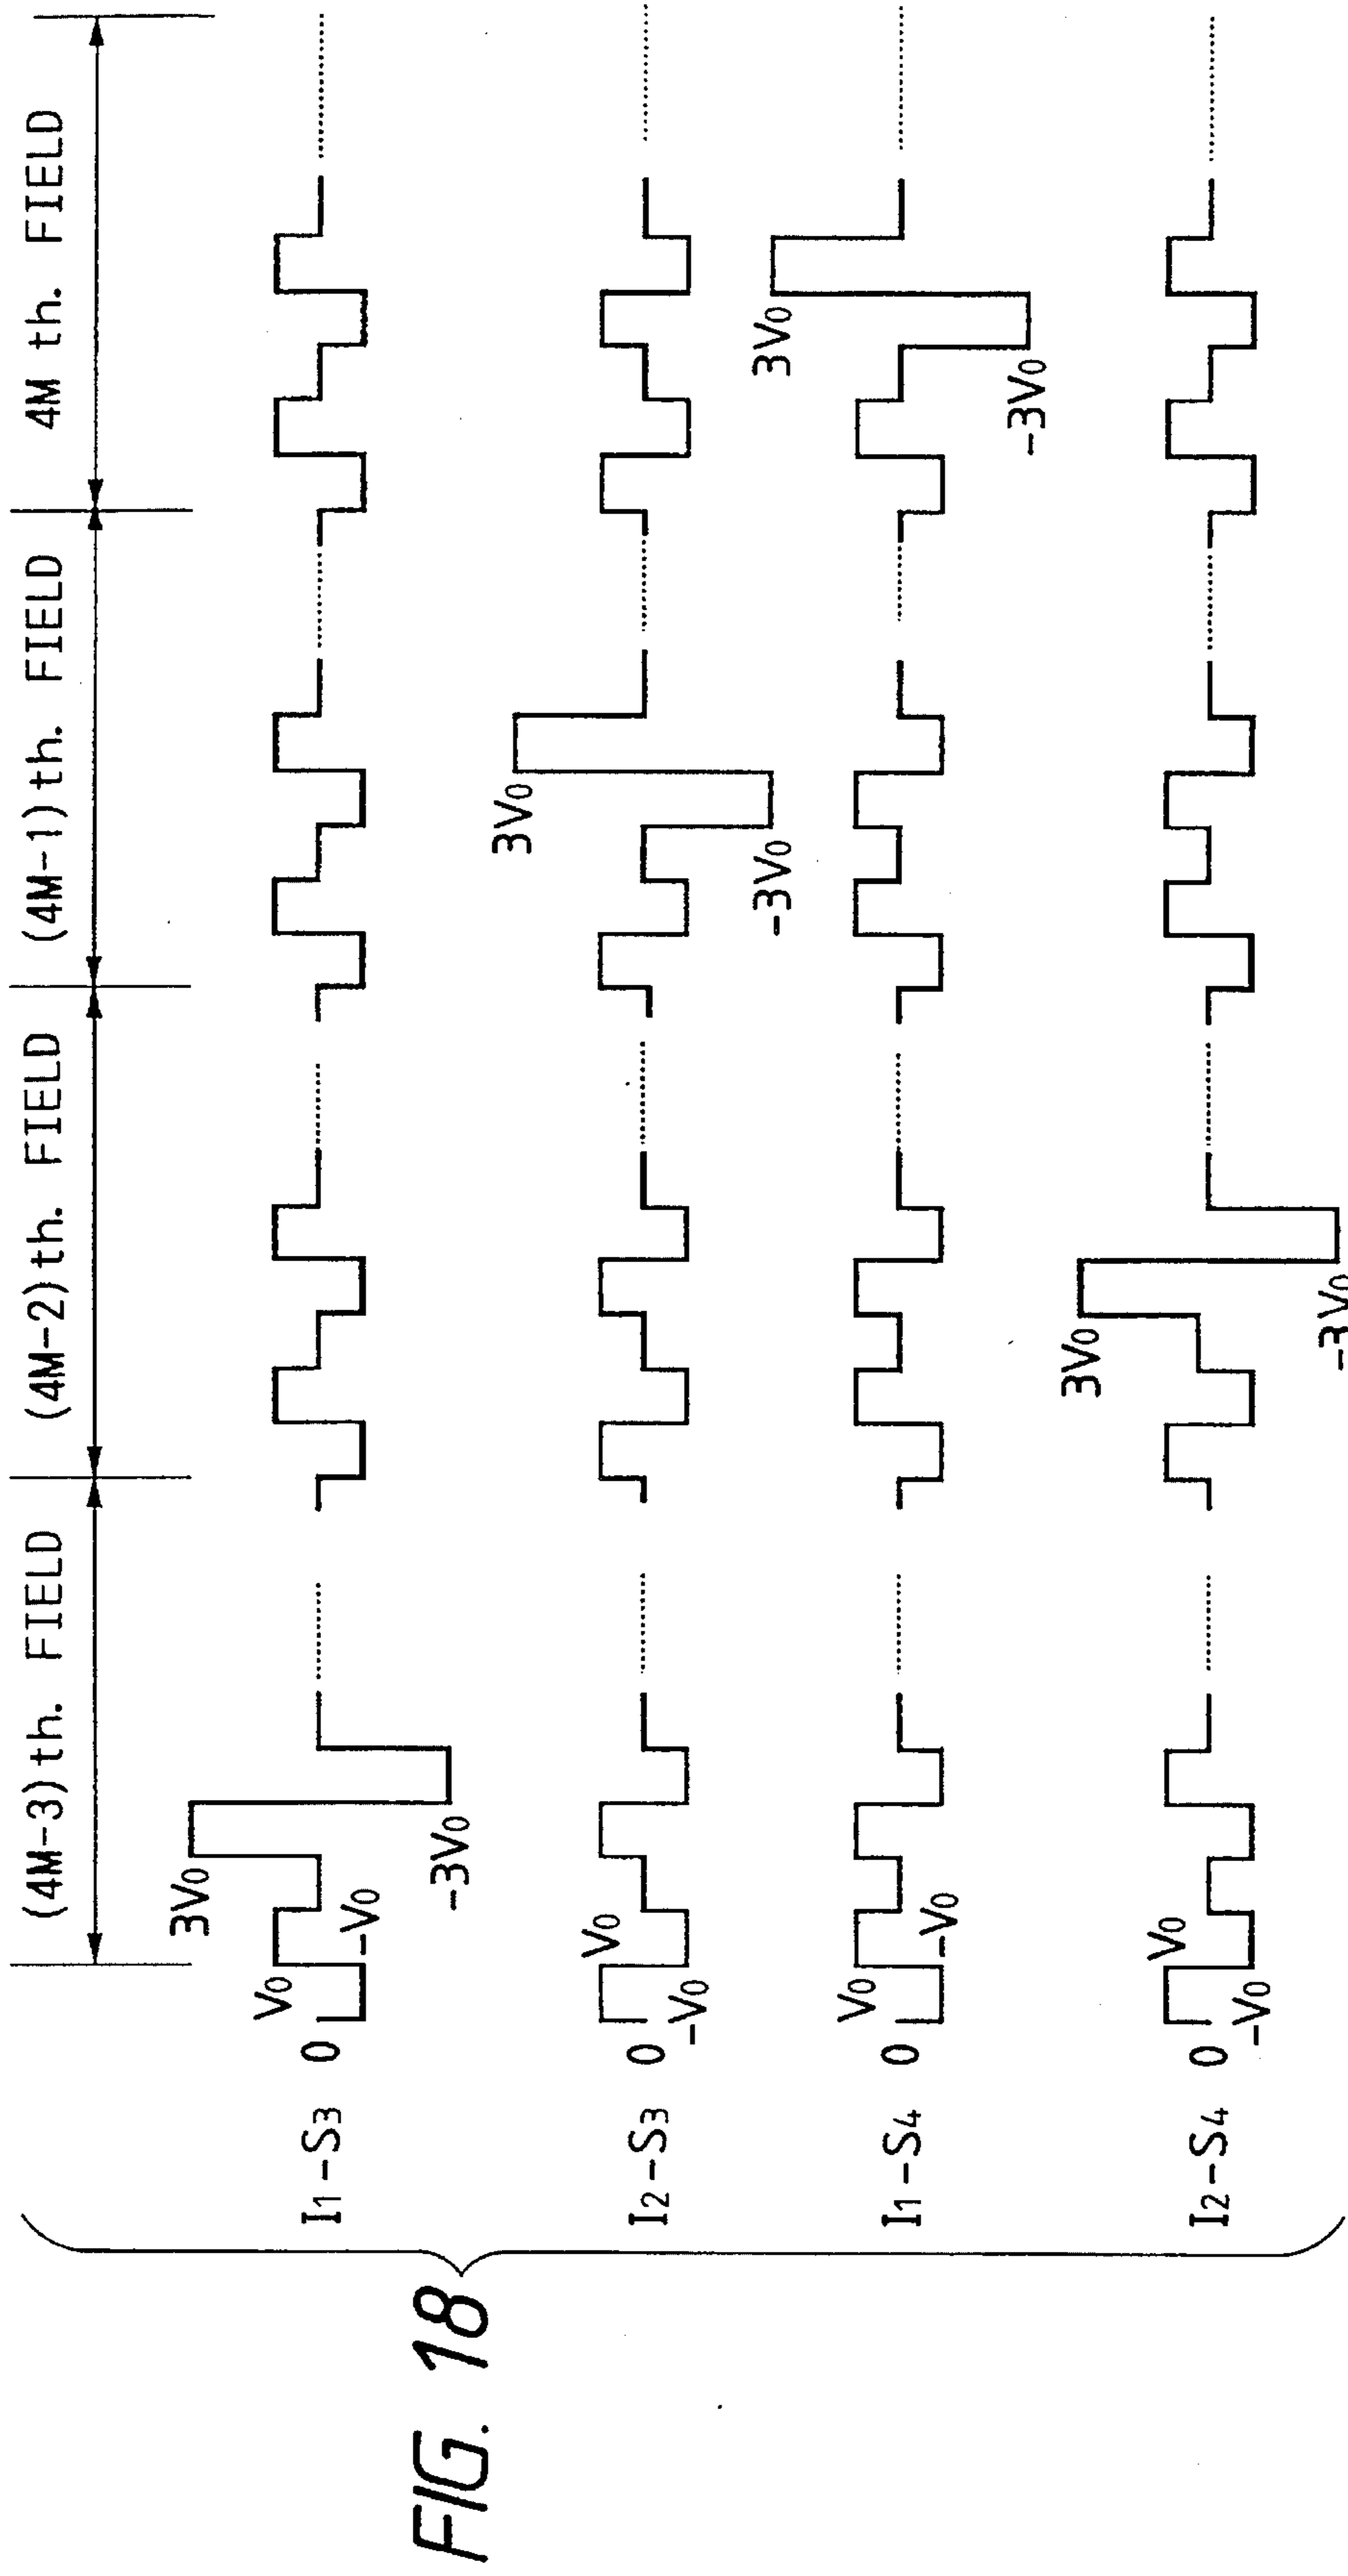 FIG. 18
(4M-3)th. FIELD (4M-2)th. FIELD (4M-1)th. FIELD 4M th. FIELD
I1-S3 0 V0 -V0 3V0 -3V0
I2-S3 0 V0 -V0 3V0 -3V0
I1-S4 0 V0 -V0 3V0 -3V0
I2-S4 0 V0 -V0 3V0 -3V0